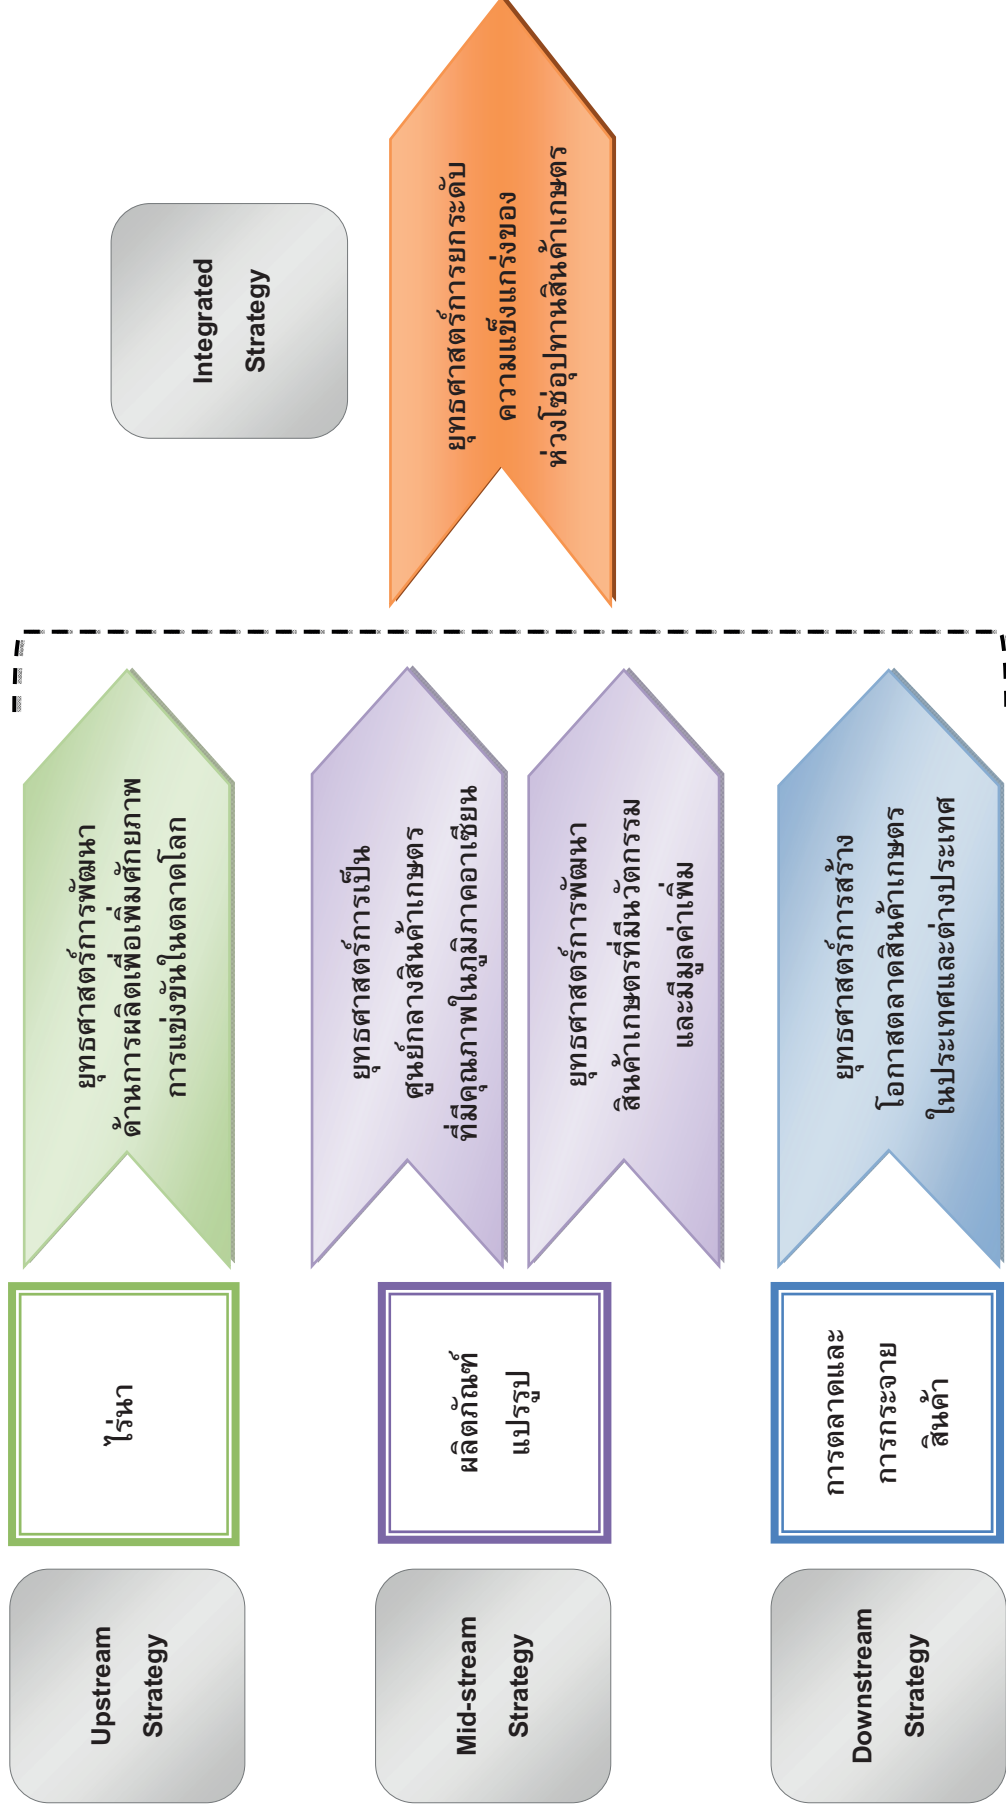 Upstream
Strategy
ไร่นา
ยุทธศาสตร์การพัฒนา
ด้านการผลิตเพื่อเพิ่มศักยภาพ
การแข่งขันในตลาดโลก
Mid-stream
Strategy
ผลิตภัณฑ์
แปรรูป
ยุทธศาสตร์การเป็น
ศูนย์กลางสินค้าเกษตร
ที่มีคุณภาพในภูมิภาคอาเซียน
ยุทธศาสตร์การพัฒนา
สินค้าเกษตรที่มีนวัตกรรม
และมีมูลค่าเพิ่ม
Downstream
Strategy
การตลาดและ
การกระจาย
สินค้า
ยุทธศาสตร์การสร้าง
โอกาสตลาดสินค้าเกษตร
ในประเทศและต่างประเทศ
Integrated
Strategy
ยุทธศาสตร์การยกระดับ
ความแข็งแกร่งของ
ห่วงโซ่อุปทานสินค้าเกษตร